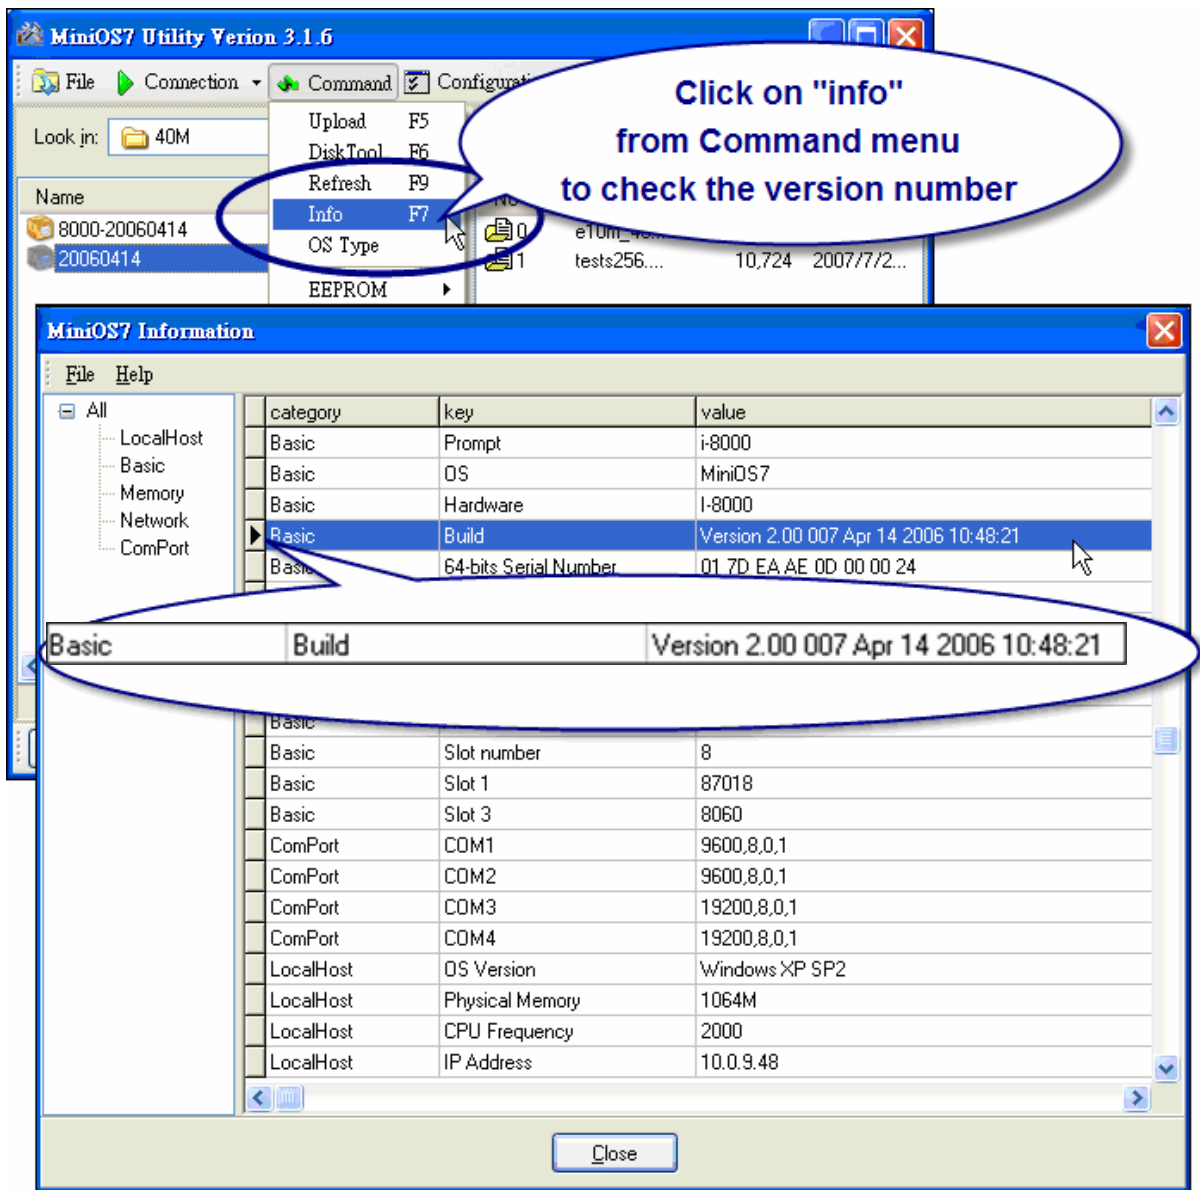 MiniOS7 Utility Verion 3.1.6
File Connection Command
Click on "info"
from Command menu
to check the version number
Look in: 40M
Upload F5
DiskTool F6
Refresh F9
Info F7
OS Type
EEPROM
Name
8000-20060414
20060414
0
1 tests256.... 10,724 2007/7/2...
MiniOS7 Information
File Help
All
LocalHost
Basic
Memory
Network
ComPort
category key value
Basic Prompt i-8000
Basic OS MiniOS7
Basic Hardware I-8000
Basic Build Version 2.00 007 Apr 14 2006 10:48:21
Basic 64-bits Serial Number 01 7D EA AE 0D 00 00 24
Basic Build Version 2.00 007 Apr 14 2006 10:48:21
Basic
Basic Slot number 8
Basic Slot 1 87018
Basic Slot 3 8060
ComPort COM1 9600,8,0,1
ComPort COM2 9600,8,0,1
ComPort COM3 19200,8,0,1
ComPort COM4 19200,8,0,1
LocalHost OS Version Windows XP SP2
LocalHost Physical Memory 1064M
LocalHost CPU Frequency 2000
LocalHost IP Address 10.0.9.48
Close